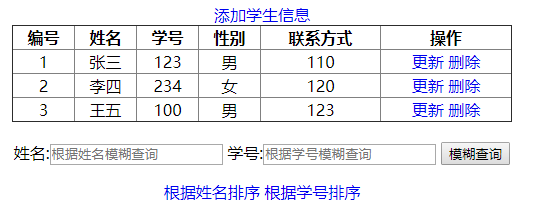 添加学生信息
编号 姓名 学号 性别 联系方式 操作
1 张三 123 男 110 更新 删除
2 李四 234 女 120 更新 删除
3 王五 100 男 123 更新 删除
姓名:根据姓名模糊查询 学号:根据学号模糊查询 模糊查询
根据姓名排序 根据学号排序